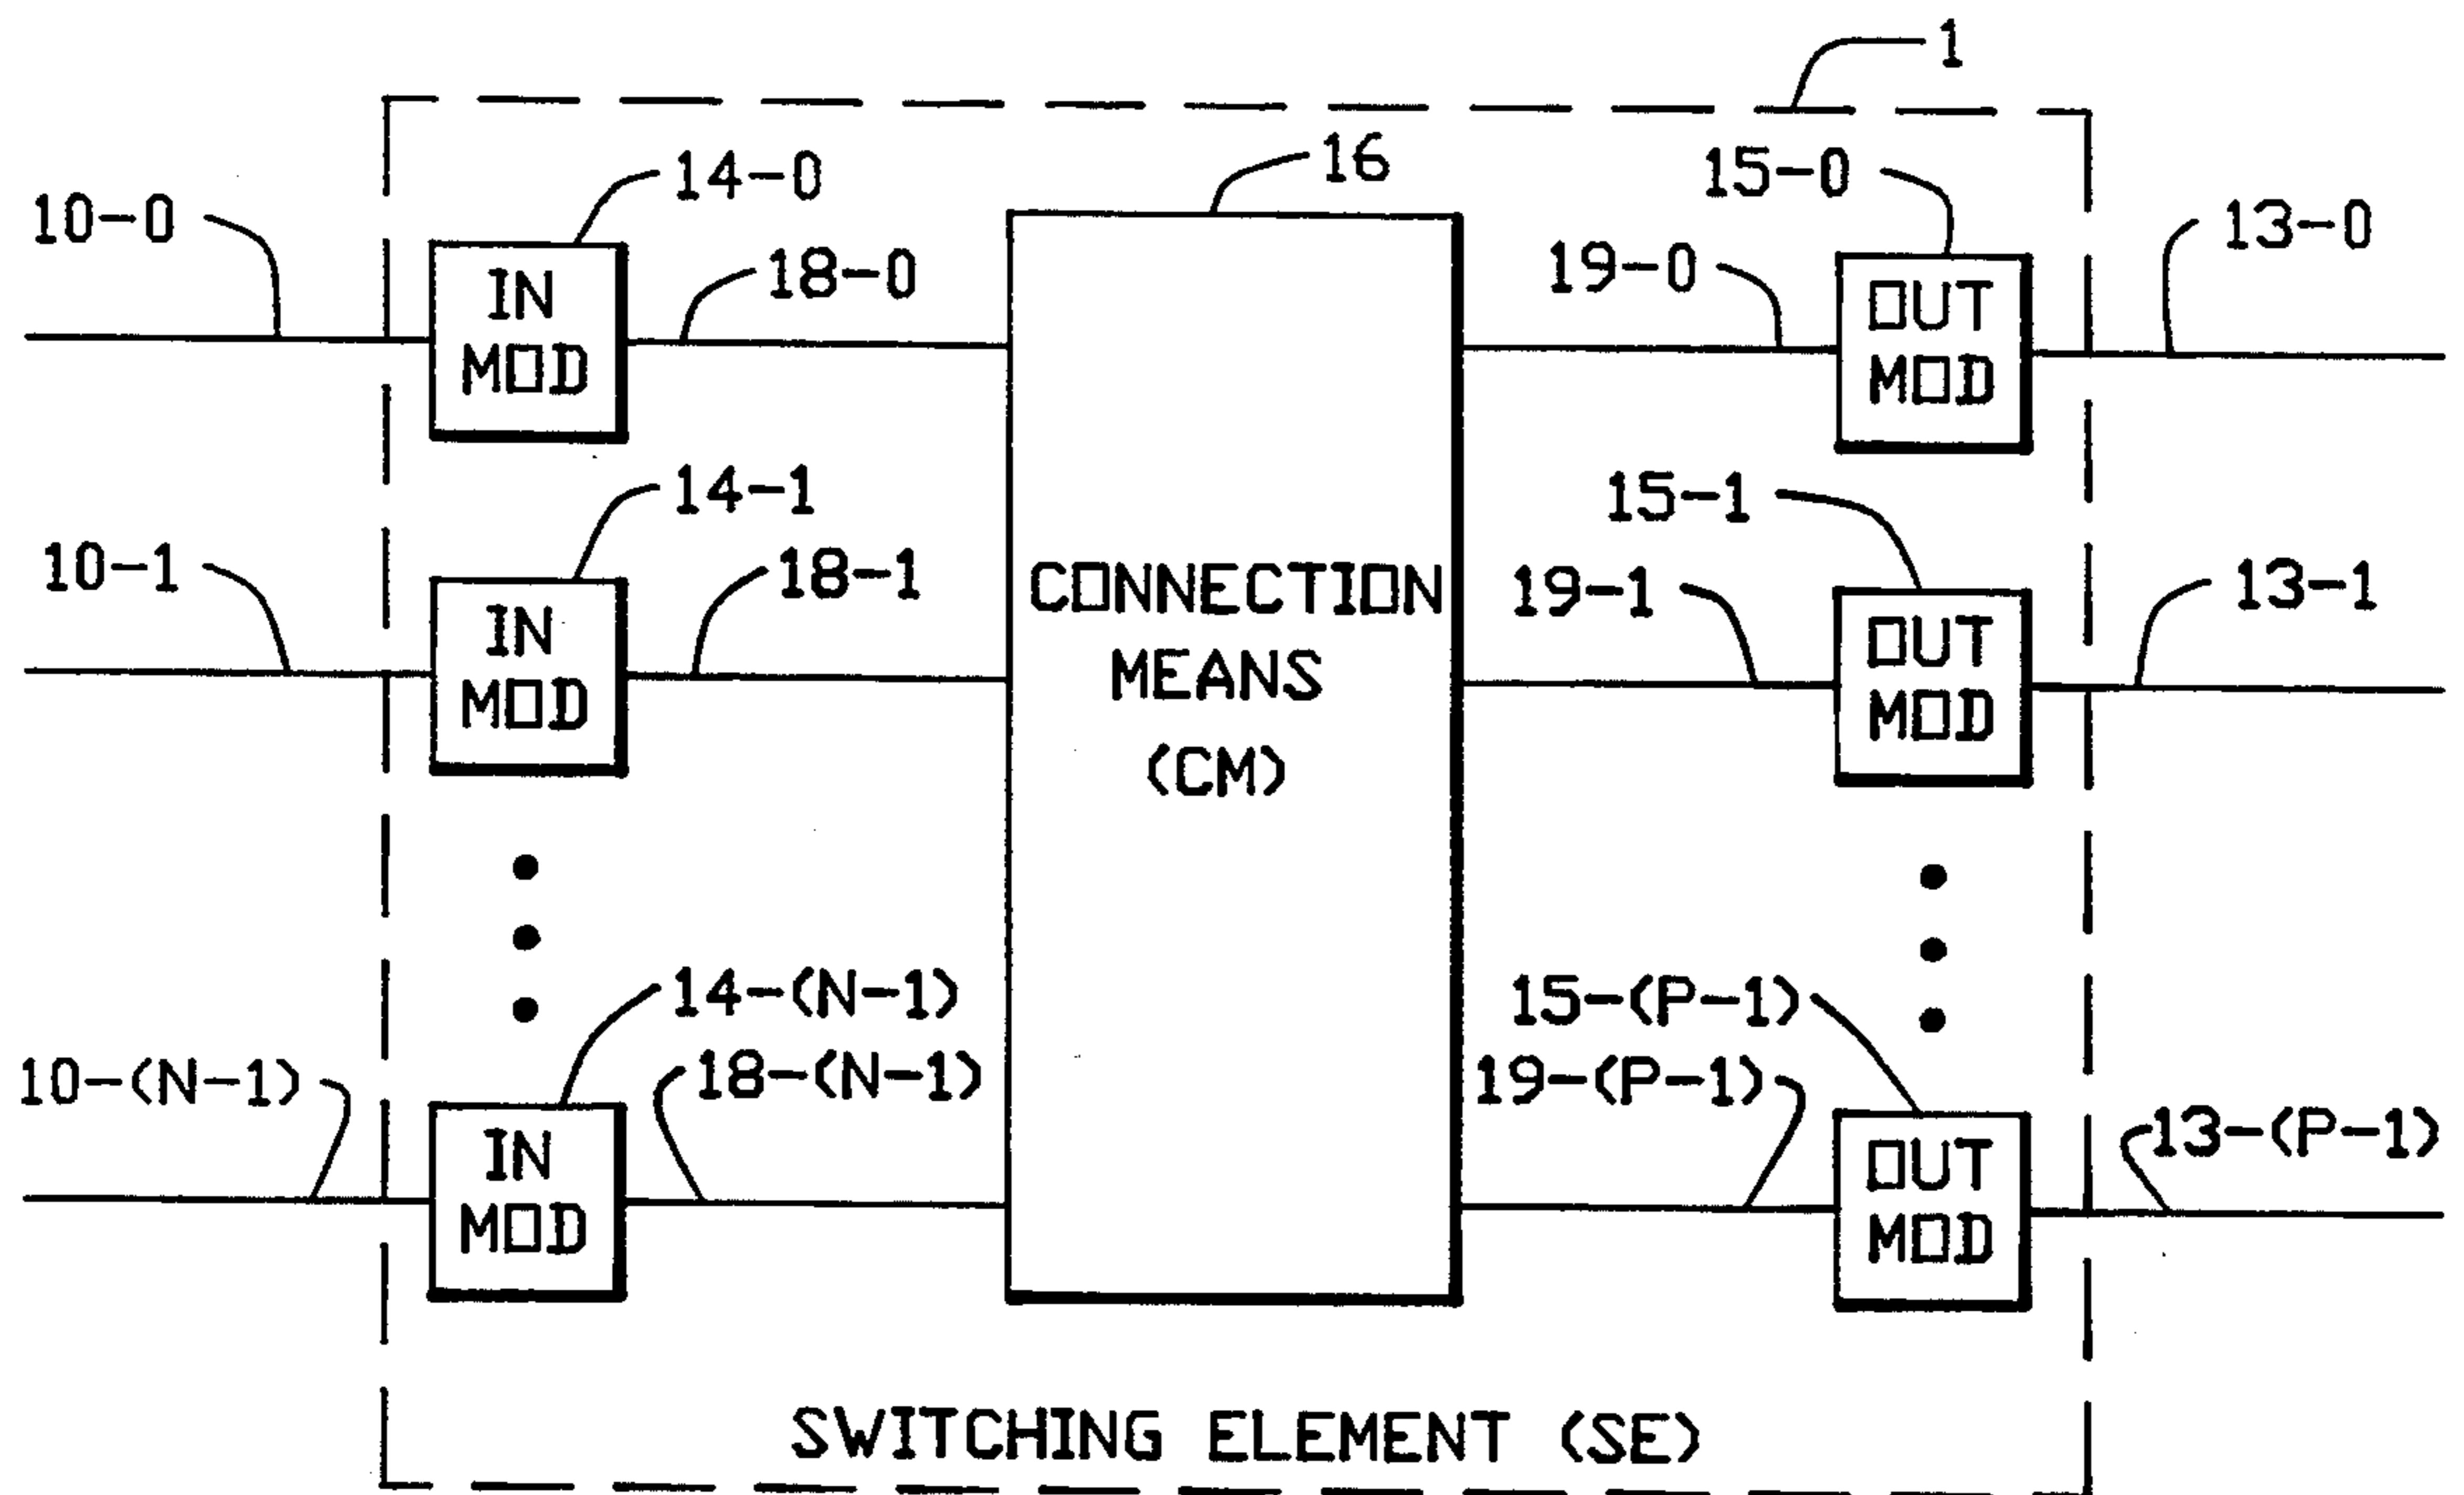 1
16
14-0
15-0
10-0
13-0
18-0
19-0
IN
MOD
OUT
MOD
14-1
15-1
10-1
18-1
19-1
13-1
IN
MOD
CONNECTION
MEANS
(CM)
OUT
MOD
14-(N-1)
15-(P-1)
10-(N-1)
18-(N-1)
19-(P-1)
13-(P-1)
IN
MOD
OUT
MOD
SWITCHING ELEMENT (SE)